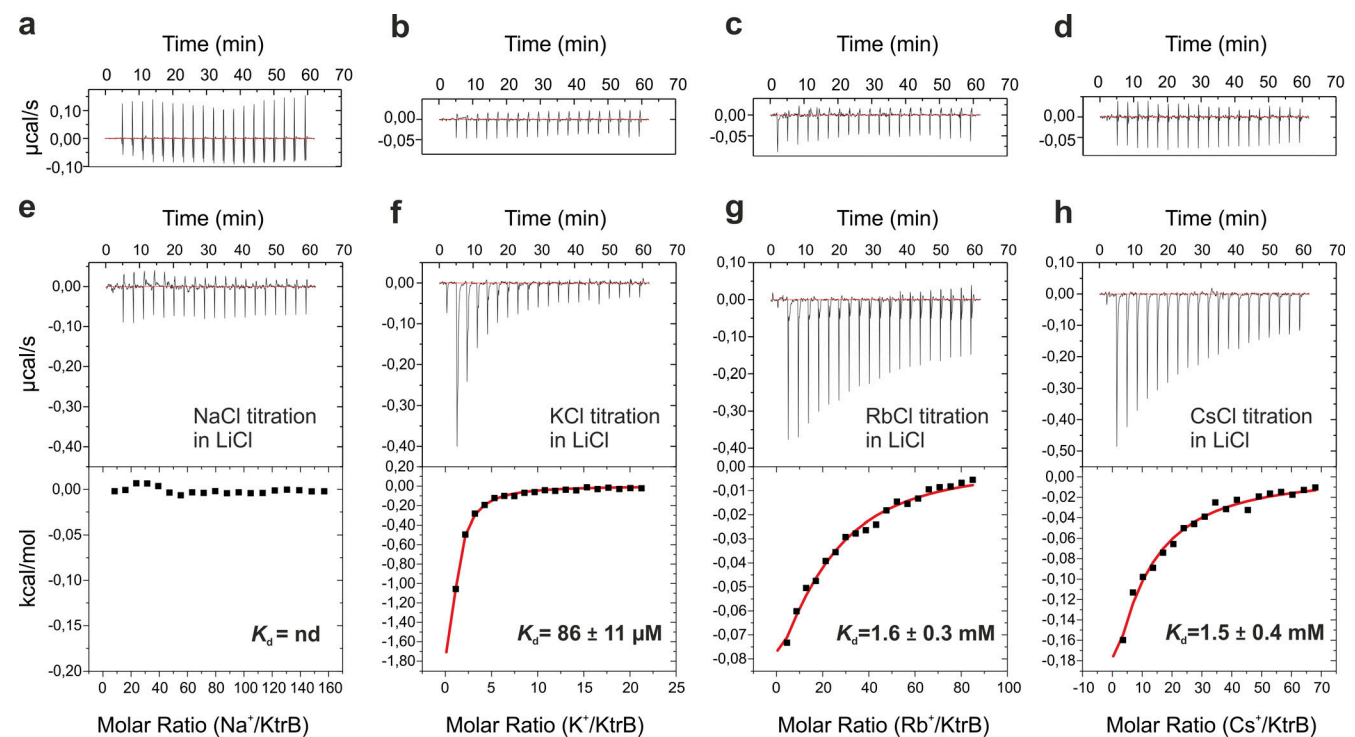 a
Time (min)
0 10 20 30 40 50 60 70
0,10
0,00
-0,10
µcal/s
b
Time (min)
0 10 20 30 40 50 60 70
0,00
-0,05
c
Time (min)
0 10 20 30 40 50 60 70
0,00
-0,05
d
Time (min)
0 10 20 30 40 50 60 70
0,00
-0,05
e
Time (min)
0 10 20 30 40 50 60 70
0,00
-0,10
-0,20
-0,30
-0,40
µcal/s
NaCl titration
in LiCl
0,00
-0,05
-0,10
-0,15
-0,20
kcal/mol
Kd = nd
0 20 40 60 80 100 120 140 160
Molar Ratio (Na+/KtrB)
f
Time (min)
0 10 20 30 40 50 60 70
0,00
-0,10
-0,20
-0,30
-0,40
KCl titration
in LiCl
0,20
0,00
-0,20
-0,40
-0,60
-0,80
-1,00
-1,20
-1,40
-1,60
-1,80
Kd= 86 ± 11 µM
0 5 10 15 20 25
Molar Ratio (K+/KtrB)
g
Time (min)
0 10 20 30 40 50 60 70
0,10
0,00
-0,10
-0,20
-0,30
-0,40
RbCl titration
in LiCl
0,00
-0,01
-0,02
-0,03
-0,04
-0,05
-0,06
-0,07
-0,08
Kd=1.6 ± 0.3 mM
0 20 40 60 80 100
Molar Ratio (Rb+/KtrB)
h
Time (min)
0 10 20 30 40 50 60 70
0,10
0,00
-0,10
-0,20
-0,30
-0,40
-0,50
CsCl titration
in LiCl
0,00
-0,02
-0,04
-0,06
-0,08
-0,10
-0,12
-0,14
-0,16
-0,18
Kd=1.5 ± 0.4 mM
-10 0 10 20 30 40 50 60 70 80
Molar Ratio (Cs+/KtrB)